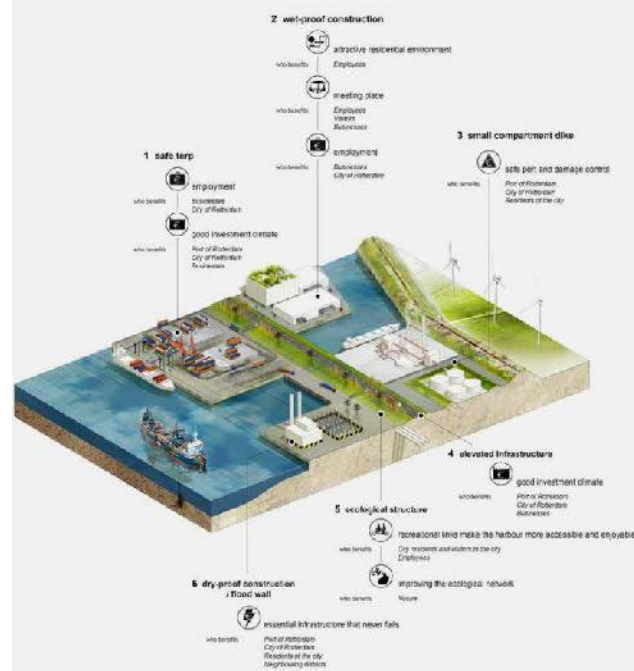 2 wet-proof construction
attractive residential environment
who benefits Employees
meeting place
who benefits Employees
Visitors
Businesses
employment
who benefits Businesses
City of Rotterdam
3 small compartment dike
safe port and damage control
who benefits Port of Rotterdam
City of Rotterdam
Residents of the city
1 safe terp
employment
who benefits Businesses
City of Rotterdam
good investment climate
who benefits Port of Rotterdam
City of Rotterdam
Businesses
4 elevated infrastructure
good investment climate
who benefits Port of Rotterdam
City of Rotterdam
Businesses
5 ecological structure
recreational links make the harbour more accessible and enjoyable
who benefits City residents and visitors to the city
Employees
improving the ecological network
who benefits Nature
6 dry-proof construction
/ flood wall
essential infrastructure that never fails
who benefits Port of Rotterdam
City of Rotterdam
Residents of the city
Neighbouring districts